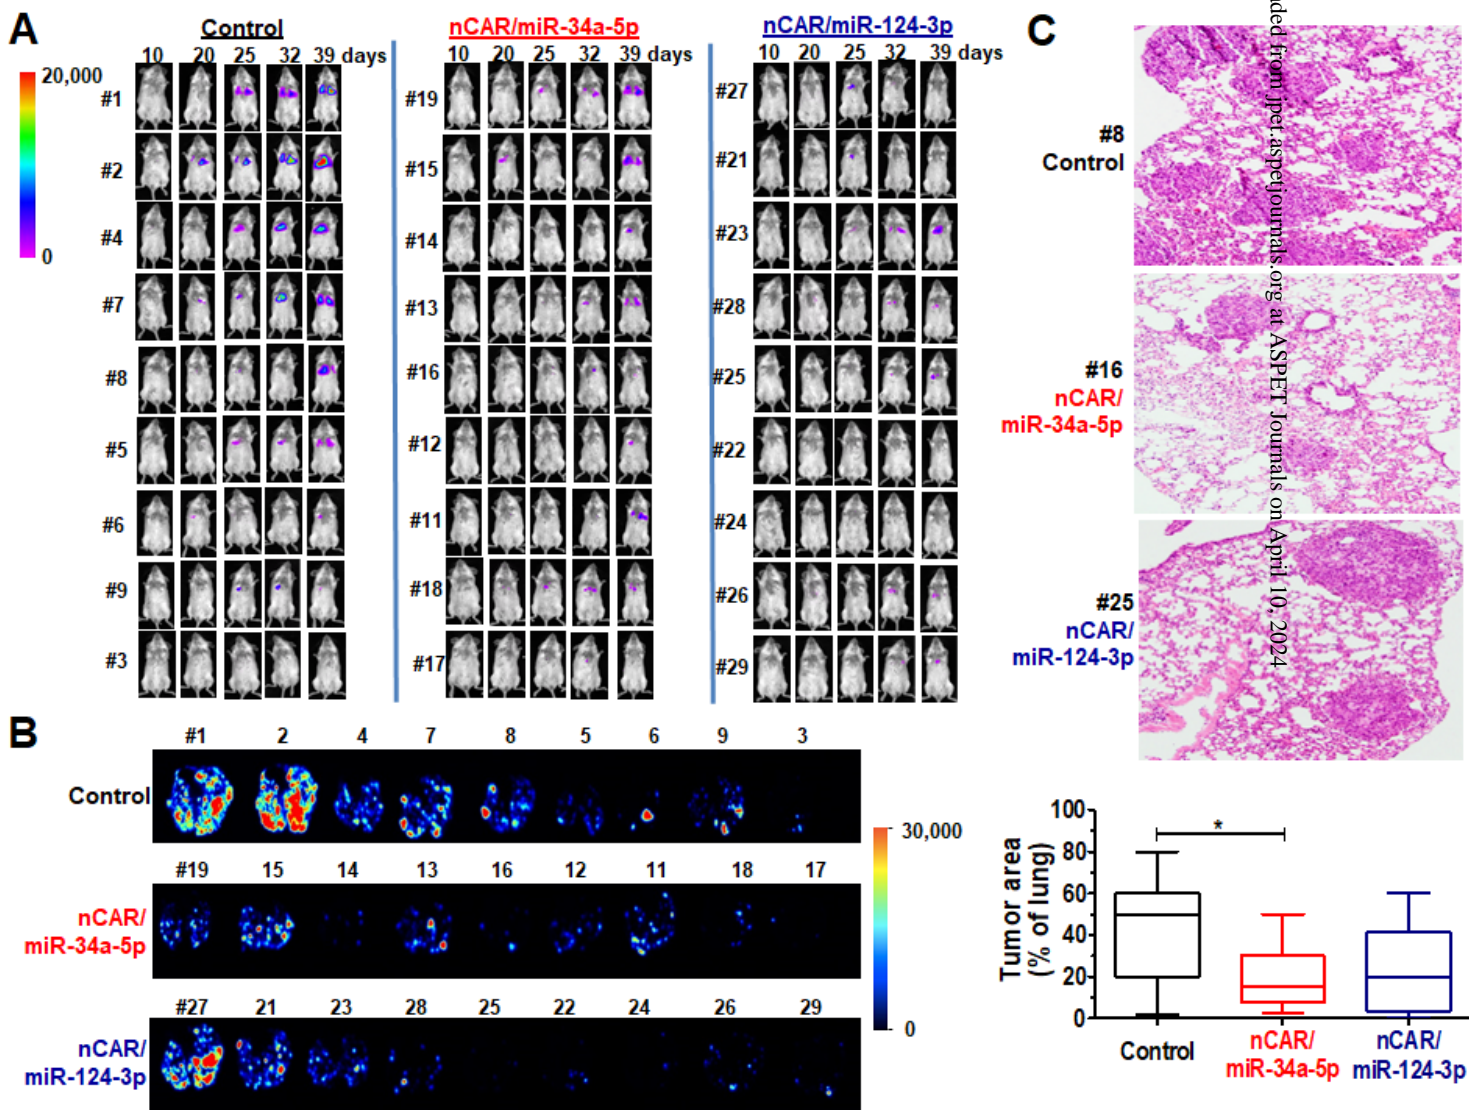 A
Control
10 20 25 32 39 days
20,000
0
#1
#2
#4
#7
#8
#5
#6
#9
#3
nCAR/miR-34a-5p
10 20 25 32 39 days
#19
#15
#14
#13
#16
#12
#11
#18
#17
nCAR/miR-124-3p
10 20 25 32 39 days
#27
#21
#23
#28
#25
#22
#24
#26
#29
B
#1 2 4 7 8 5 6 9 3
Control
#19 15 14 13 16 12 11 18 17
nCAR/
miR-34a-5p
#27 21 23 28 25 22 24 26 29
nCAR/
miR-124-3p
30,000
0
C
#8
Control
#16
nCAR/
miR-34a-5p
#25
nCAR/
miR-124-3p
ded from jpet.aspetjournals.org at ASPET Journals on April 10, 2024
Tumor area
(% of lung)
100
80
60
40
20
0
*
Control
nCAR/
miR-34a-5p
nCAR/
miR-124-3p